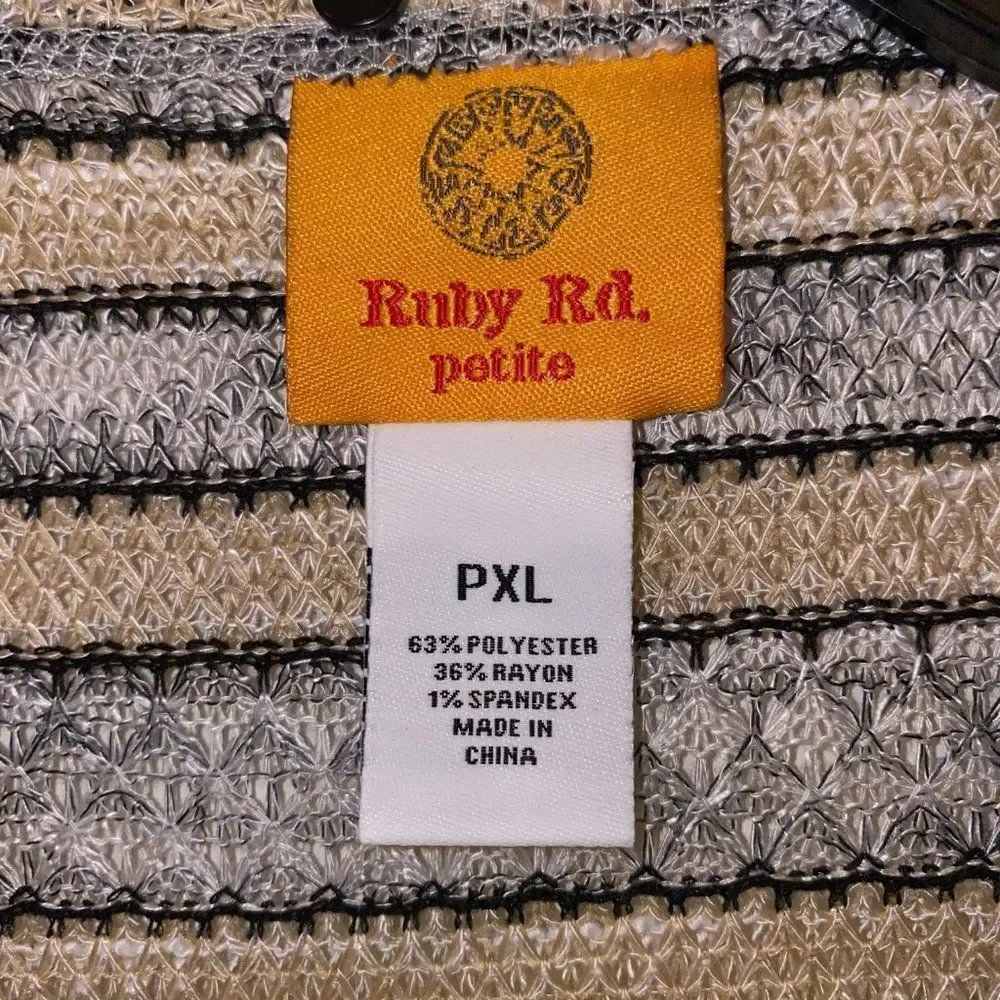 Ruby Rd.
petite
PXL
63% POLYESTER
36% RAYON
1% SPANDEX
MADE IN
CHINA